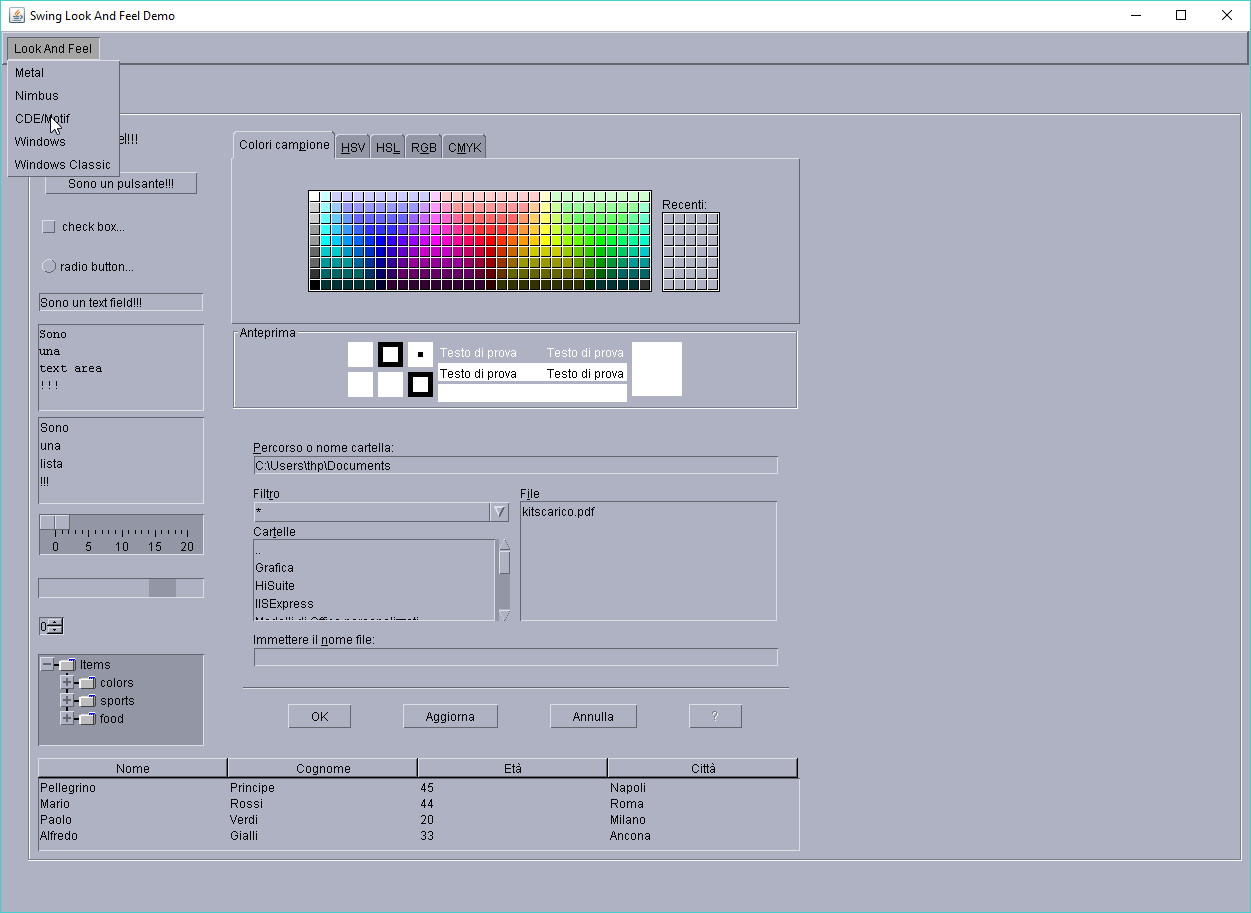 Swing Look And Feel Demo
Look And Feel
Metal
Nimbus
CDE/Motif
Windows
Windows Classic
el!!!
Sono un pulsante!!!
check box...
radio button...
Sono un text field!!!
Sono
una
text area
!!!
Sono
una
lista
!!!
0 5 10 15 20
0
Items
colors
sports
food
Colori campione HSV HSL RGB CMYK
Recenti:
Anteprima
Testo di prova Testo di prova
Testo di prova Testo di prova
Percorso o nome cartella:
C:\Users\thp\Documents
Filtro
*
Cartelle
..
Grafica
HiSuite
IISExpress
Modelli di Office personalizzati
File
kitscarico.pdf
Immettere il nome file:
OK Aggiorna Annulla ?
Nome Cognome Età Città
Pellegrino Principe 45 Napoli
Mario Rossi 44 Roma
Paolo Verdi 20 Milano
Alfredo Gialli 33 Ancona